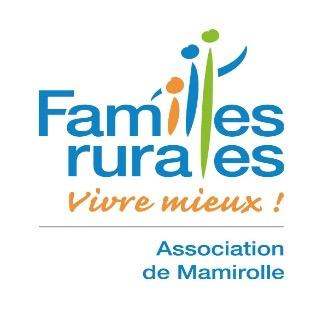 Familles
rurales
Vivre mieux !
Association
de Mamirolle